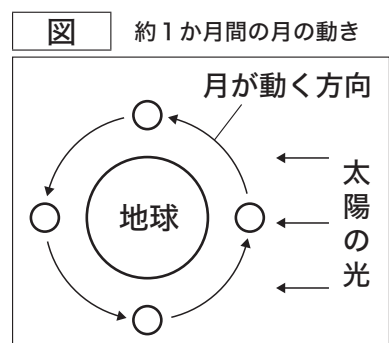 図 約1か月間の月の動き
月が動く方向
地球
太陽の光